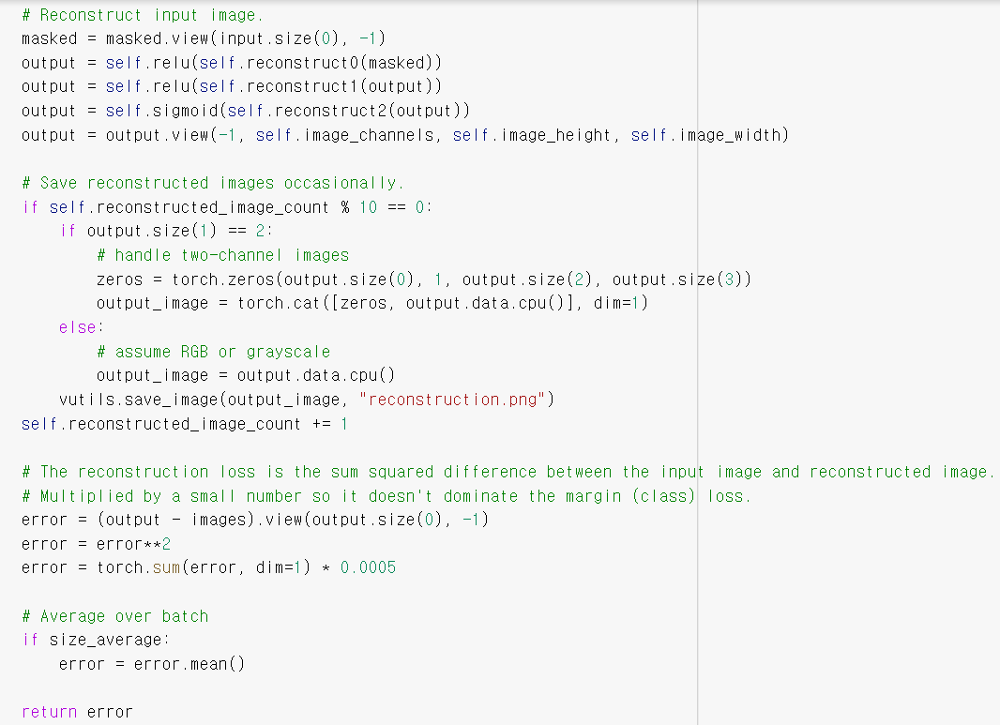 # Reconstruct input image.
masked = masked.view(input.size(0), -1)
output = self.relu(self.reconstruct0(masked))
output = self.relu(self.reconstruct1(output))
output = self.sigmoid(self.reconstruct2(output))
output = output.view(-1, self.image_channels, self.image_height, self.image_width)

# Save reconstructed images occasionally.
if self.reconstructed_image_count % 10 == 0:
    if output.size(1) == 2:
        # handle two-channel images
        zeros = torch.zeros(output.size(0), 1, output.size(2), output.size(3))
        output_image = torch.cat([zeros, output.data.cpu()], dim=1)
    else:
        # assume RGB or grayscale
        output_image = output.data.cpu()
    vutils.save_image(output_image, "reconstruction.png")
self.reconstructed_image_count += 1

# The reconstruction loss is the sum squared difference between the input image and reconstructed image.
# Multiplied by a small number so it doesn't dominate the margin (class) loss.
error = (output - images).view(output.size(0), -1)
error = error**2
error = torch.sum(error, dim=1) * 0.0005

# Average over batch
if size_average:
    error = error.mean()

return error